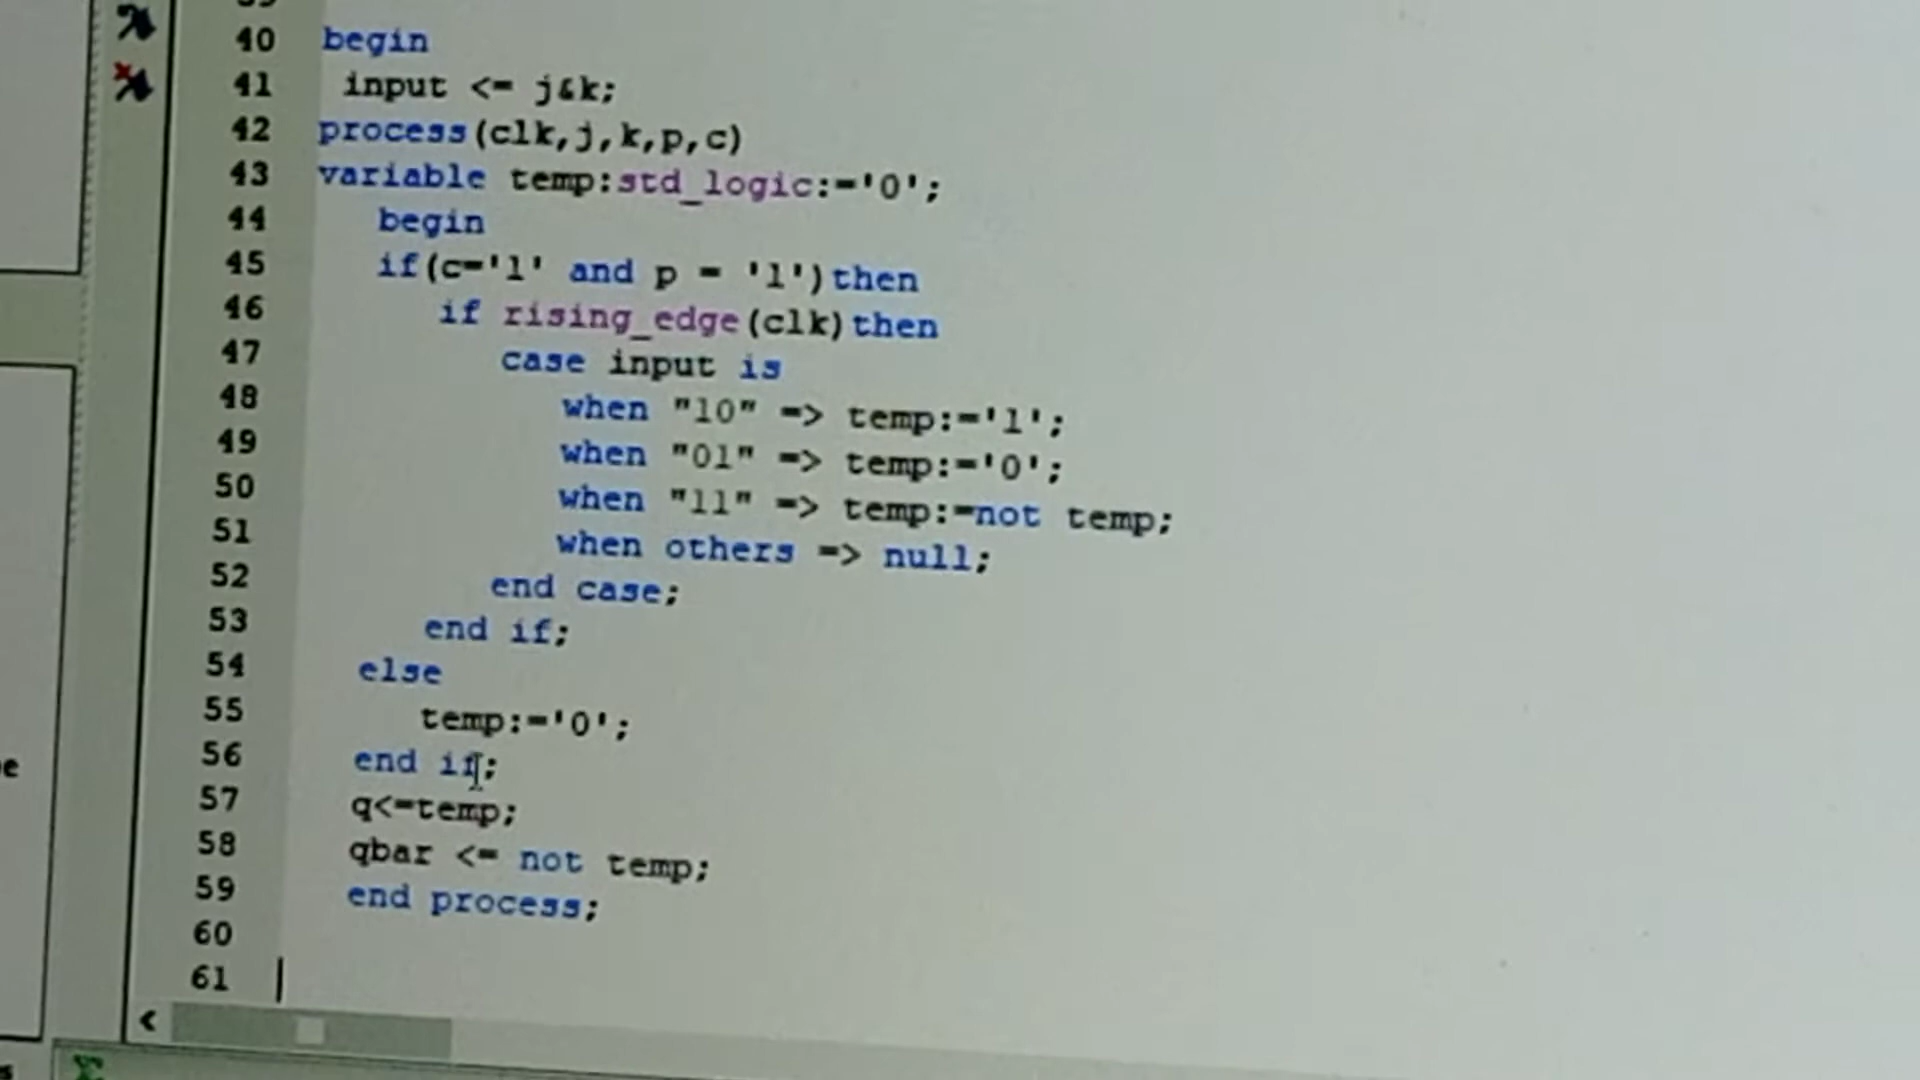 40 begin
41 input <= j&k;
42 process(clk,j,k,p,c)
43 variable temp:std_logic:='0';
44 begin
45 if(c='1' and p = '1')then
46 if rising_edge(clk)then
47 case input is
48 when "10" => temp:='1';
49 when "01" => temp:='0';
50 when "11" => temp:=not temp;
51 when others => null;
52 end case;
53 end if;
54 else
55 temp:='0';
56 end if;
57 q<=temp;
58 qbar <= not temp;
59 end process;
60
61